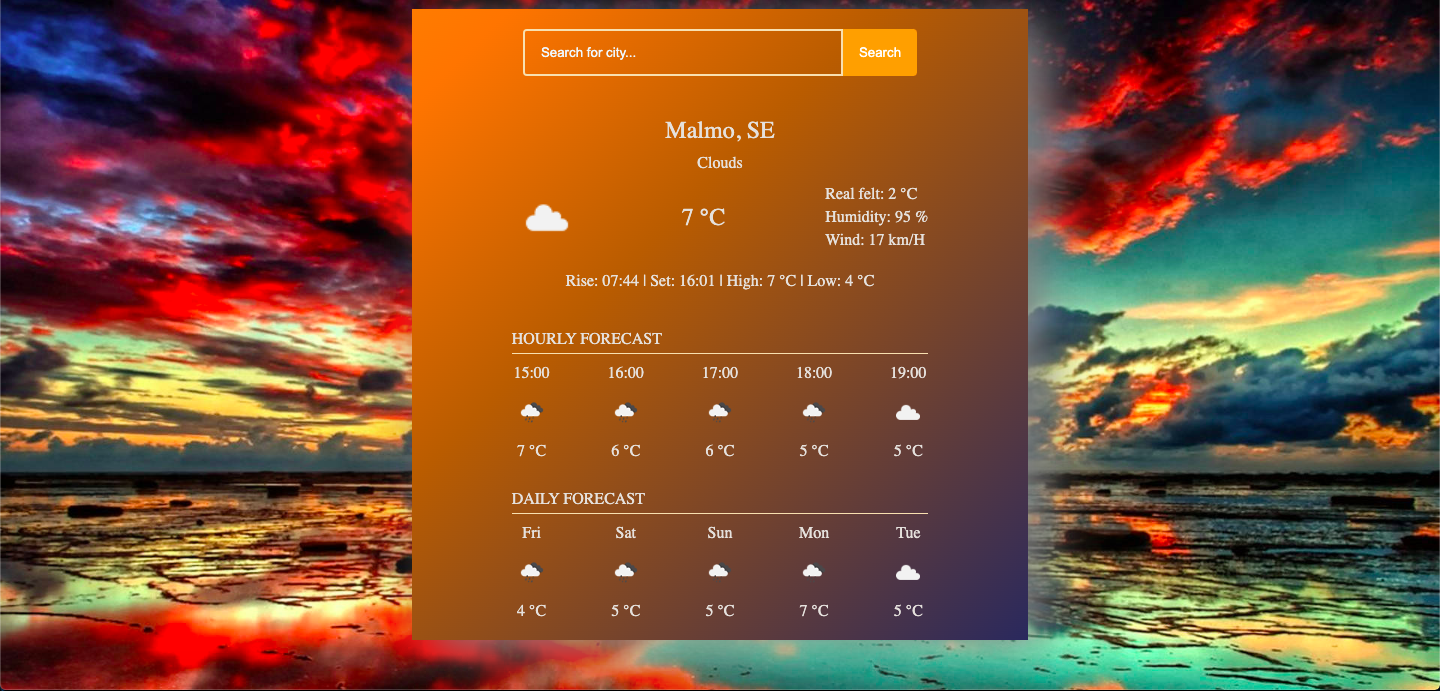 Search for city... Search
Malmo, SE
Clouds
7 °C
Real felt: 2 °C
Humidity: 95 %
Wind: 17 km/H
Rise: 07:44 | Set: 16:01 | High: 7 °C | Low: 4 °C
HOURLY FORECAST
15:00 16:00 17:00 18:00 19:00
7 °C 6 °C 6 °C 5 °C 5 °C
DAILY FORECAST
Fri Sat Sun Mon Tue
4 °C 5 °C 5 °C 7 °C 5 °C